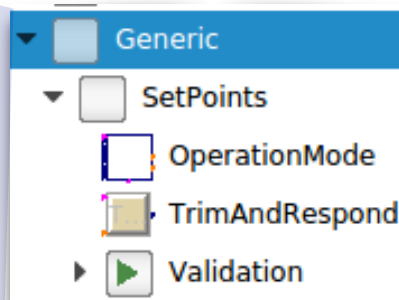 Generic
SetPoints
OperationMode
TrimAndRespond
Validation